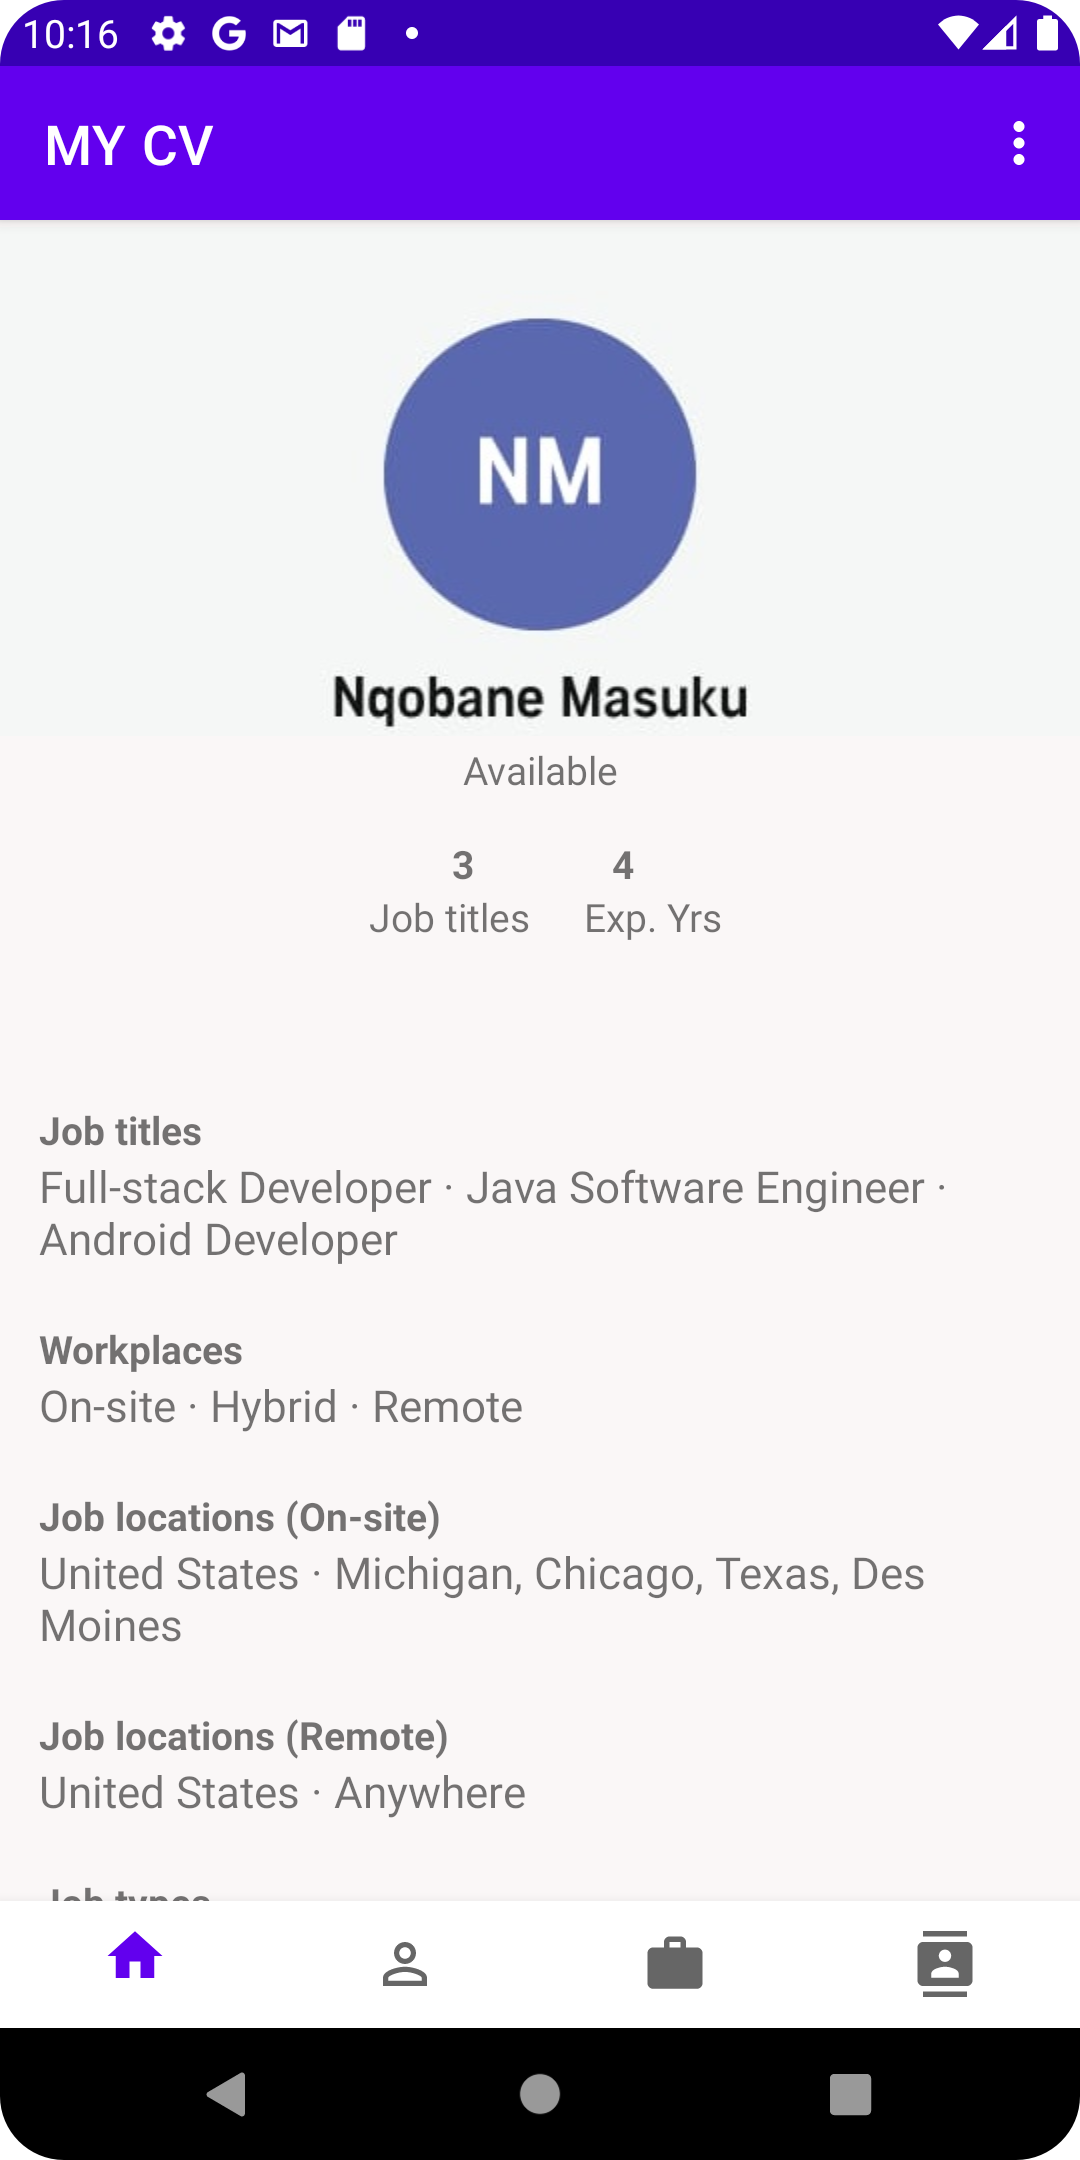 10:16
MY CV
NM
Nqobane Masuku
Available
3 4
Job titles Exp. Yrs
Job titles
Full-stack Developer · Java Software Engineer ·
Android Developer
Workplaces
On-site · Hybrid · Remote
Job locations (On-site)
United States · Michigan, Chicago, Texas, Des
Moines
Job locations (Remote)
United States · Anywhere
Job types